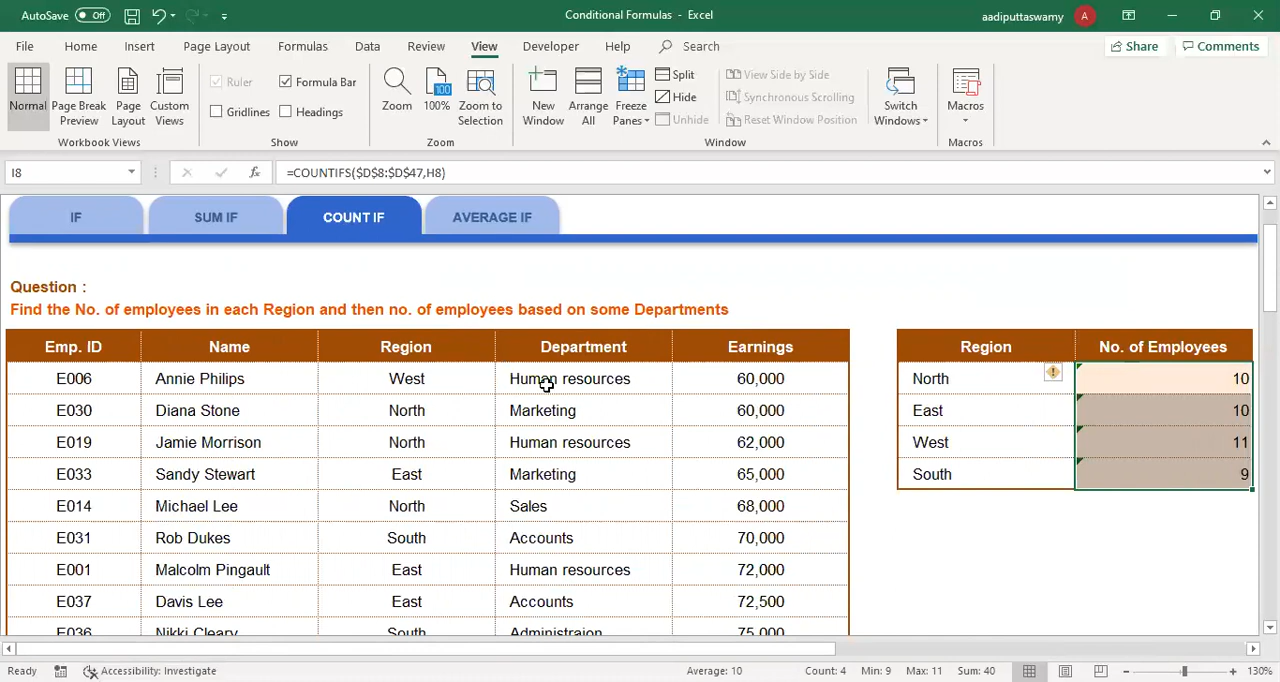 AutoSave Off Conditional Formulas - Excel aadiputtaswamy A
File Home Insert Page Layout Formulas Data Review View Developer Help Search Share Comments
Normal Page Break Preview Page Layout Custom Views
Ruler Formula Bar
Gridlines Headings
Zoom 100% Zoom to Selection
New Window Arrange All Freeze Panes
Split
Hide
Unhide
View Side by Side
Synchronous Scrolling
Reset Window Position
Switch Windows Macros
Workbook Views Show Zoom Window Macros
I8 fx =COUNTIFS($D$8:$D$47,H8)
IF SUM IF COUNT IF AVERAGE IF
Question :
Find the No. of employees in each Region and then no. of employees based on some Departments
Emp. ID Name Region Department Earnings
E006 Annie Philips West Human resources 60,000
E030 Diana Stone North Marketing 60,000
E019 Jamie Morrison North Human resources 62,000
E033 Sandy Stewart East Marketing 65,000
E014 Michael Lee North Sales 68,000
E031 Rob Dukes South Accounts 70,000
E001 Malcolm Pingault East Human resources 72,000
E037 Davis Lee East Accounts 72,500
E036 Nikki Cleary South Administraion 75,000
Region No. of Employees
North 10
East 10
West 11
South 9
Ready Accessibility: Investigate Average: 10 Count: 4 Min: 9 Max: 11 Sum: 40 130%